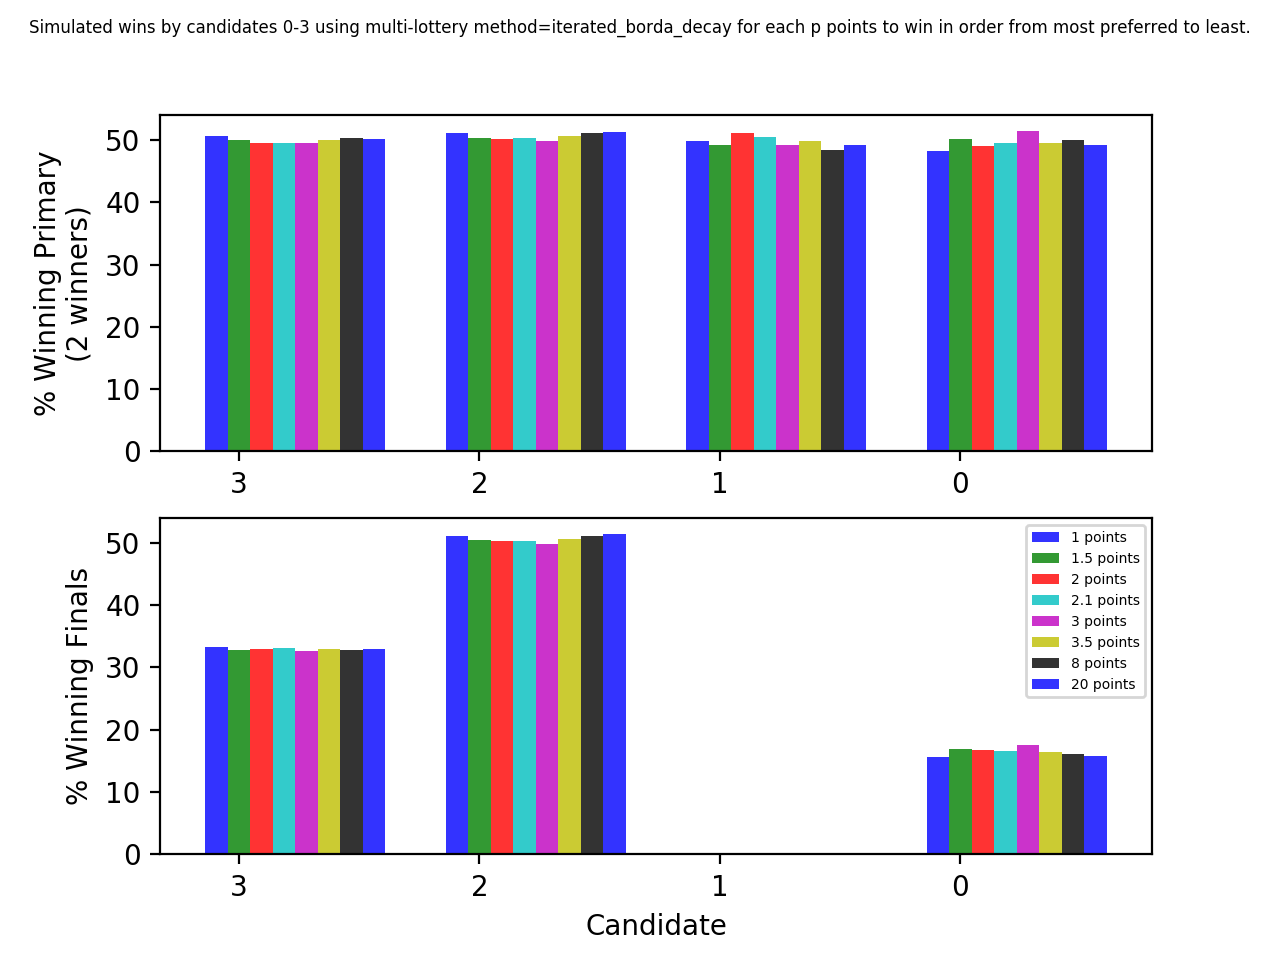 Simulated wins by candidates 0-3 using multi-lottery method=iterated_borda_decay for each p points to win in order from most preferred to least.
% Winning Primary
(2 winners)
50
40
30
20
10
0
3 2 1 0
% Winning Finals
50
40
30
20
10
0
1 points
1.5 points
2 points
2.1 points
3 points
3.5 points
8 points
20 points
3 2 1 0
Candidate